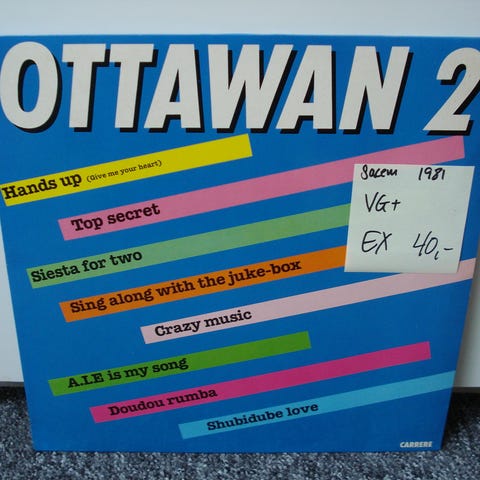 OTTAWAN 2
Hands up (Give me your heart)
Top secret
Siesta for two
Sing along with the juke-box
Crazy music
A.I.E is my song
Doudou rumba
Shubidube love
CARRERE
Sacem 1981
VG+
EX 40,-